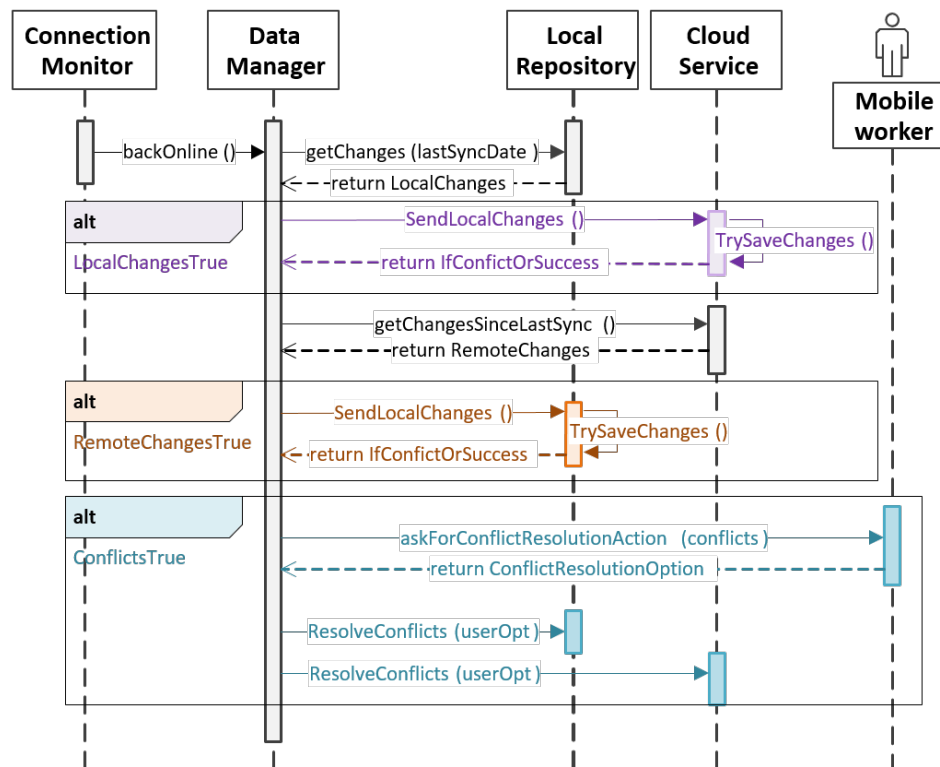 Connection
Monitor
Data
Manager
Local
Repository
Cloud
Service
Mobile
worker
backOnline ()
getChanges (lastSyncDate )
return LocalChanges
alt
LocalChangesTrue
SendLocalChanges ()
TrySaveChanges ()
return IfConfictOrSuccess
getChangesSinceLastSync ()
return RemoteChanges
alt
RemoteChangesTrue
SendLocalChanges ()
TrySaveChanges ()
return IfConfictOrSuccess
alt
ConflictsTrue
askForConflictResolutionAction (conflicts )
return ConflictResolutionOption
ResolveConflicts (userOpt )
ResolveConflicts (userOpt )